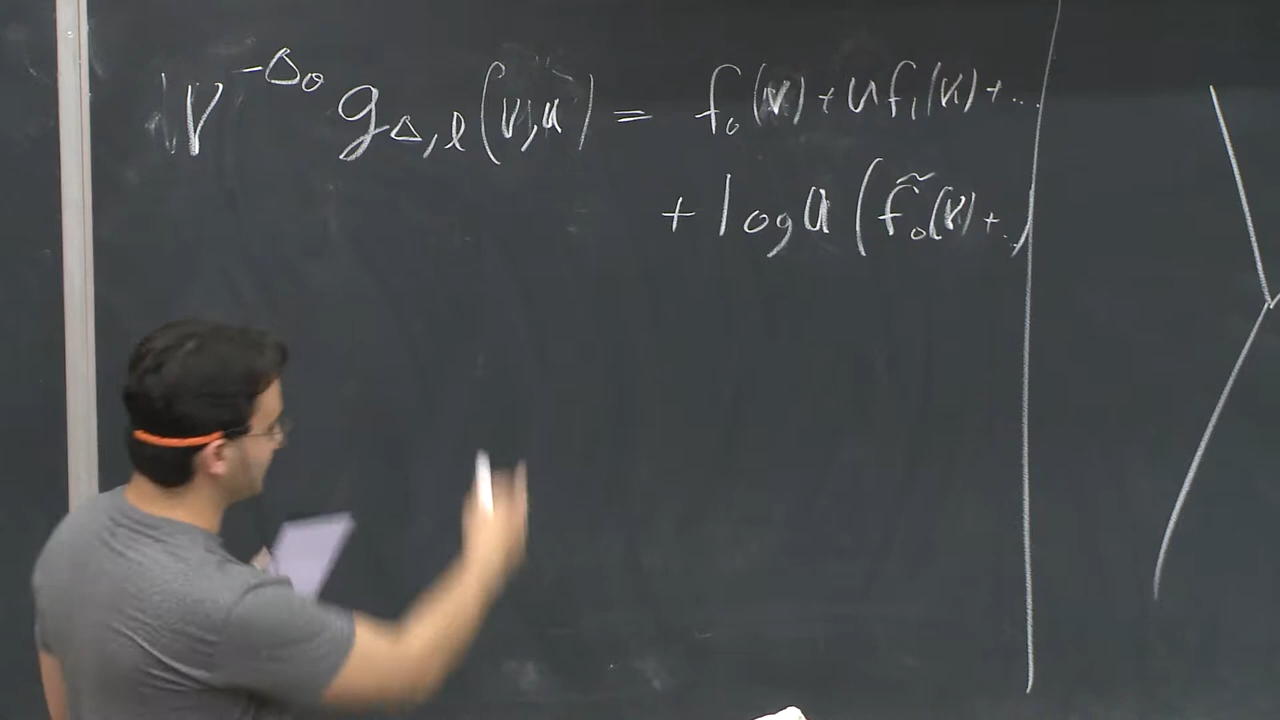 V^{-Δ₀} g_{Δ,ℓ}(v,u) = f₀(v) + u f₁(v) + ...
+ log u (f̃₀(v) + ..)